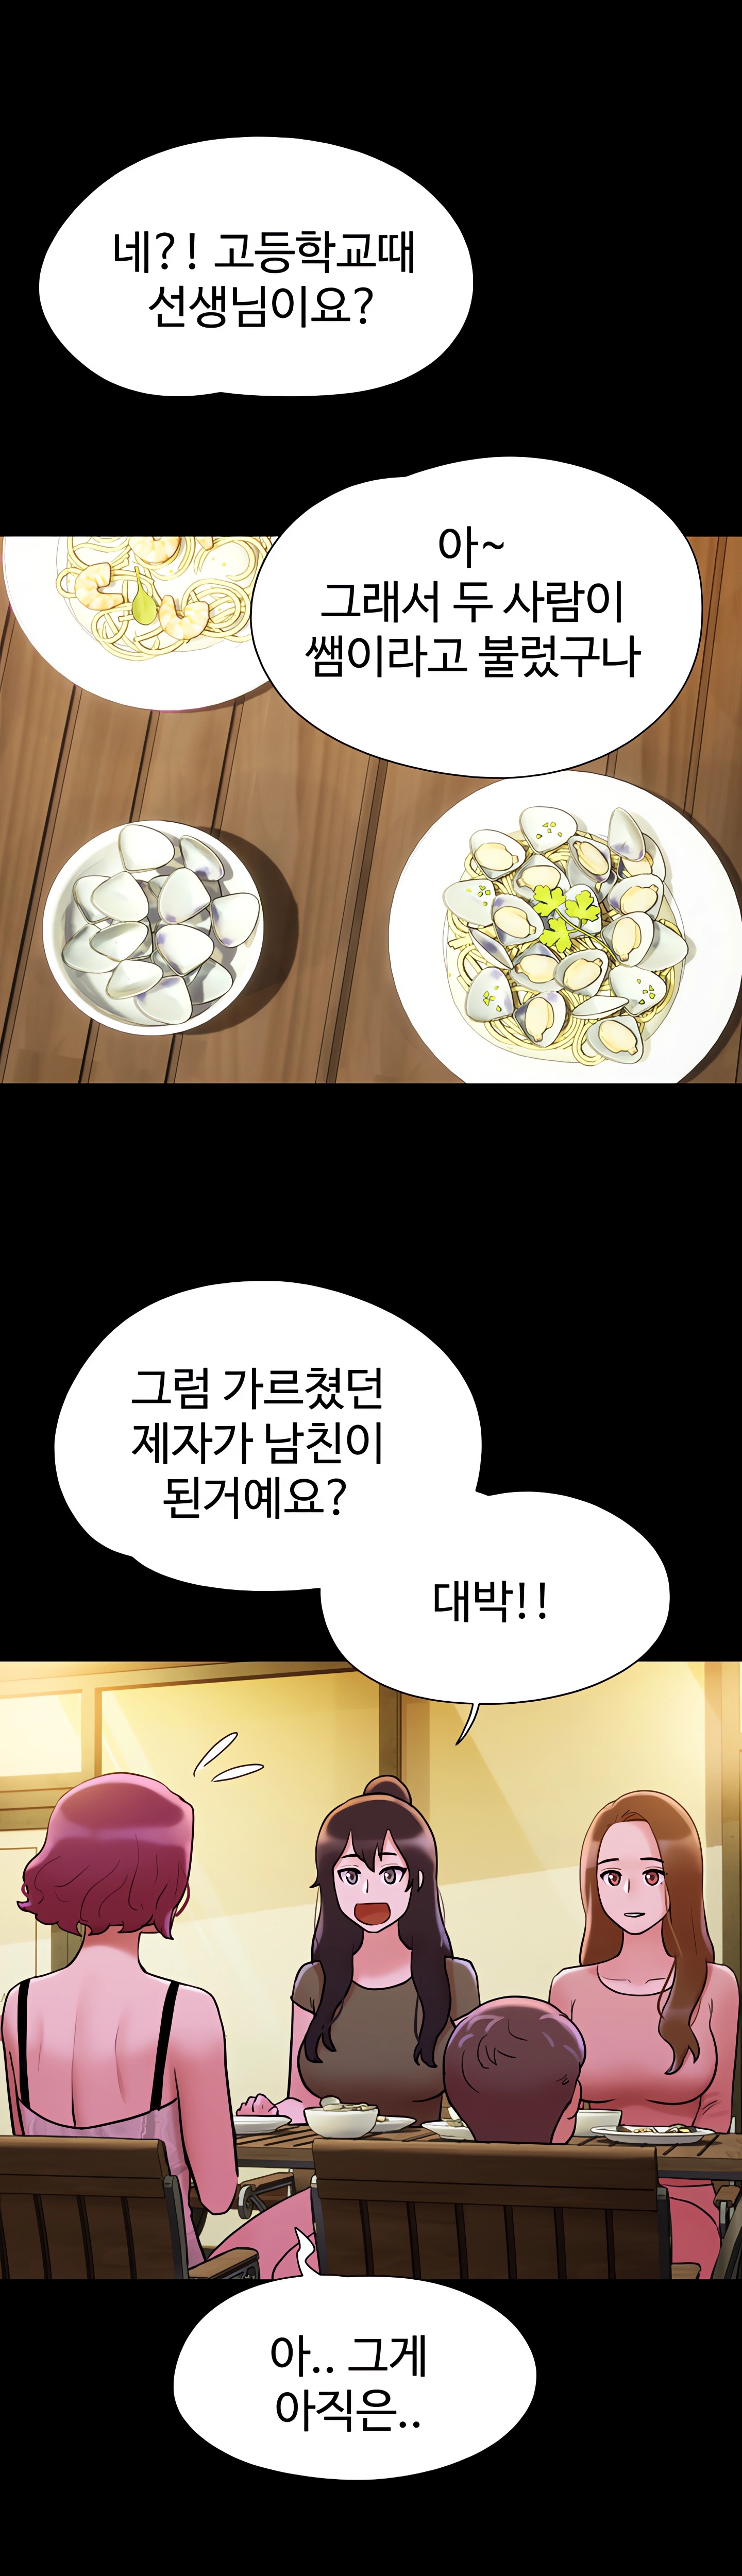 네?! 고등학교때
선생님이요?
아~
그래서 두 사람이
쌤이라고 불렀구나
그럼 가르쳤던
제자가 남친이
된거예요?
대박!!
아.. 그게
아직은..